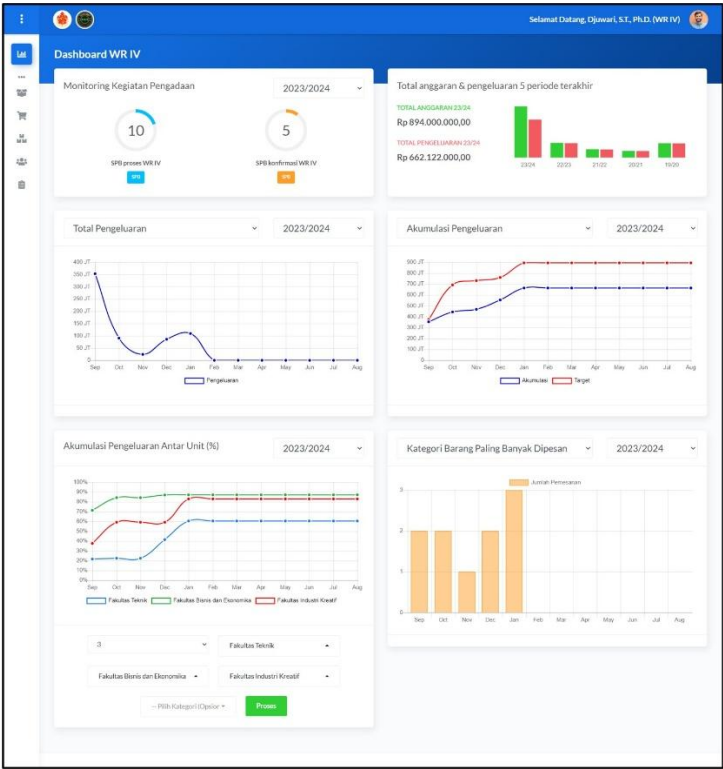 Selamat Datang, Djuwari, S.T., Ph.D. (WR IV)
Dashboard WR IV
Monitoring Kegiatan Pengadaan
2023/2024
10
SPB proses WR IV
SPB
5
SPB konfirmasi WR IV
SPB
Total anggaran & pengeluaran 5 periode terakhir
TOTAL ANGGARAN 23/24
Rp 894.000.000,00
TOTAL PENGELUARAN 23/24
Rp 662.122.000,00
23/24 22/23 21/22 20/21 19/20
Total Pengeluaran
2023/2024
400 JT
350 JT
300 JT
250 JT
200 JT
150 JT
100 JT
50 JT
0
Sep Oct Nov Dec Jan Feb Mar Apr May Jun Jul Aug
Pengeluaran
Akumulasi Pengeluaran
2023/2024
900 JT
800 JT
700 JT
600 JT
500 JT
400 JT
300 JT
200 JT
100 JT
0
Sep Oct Nov Dec Jan Feb Mar Apr May Jun Jul Aug
Akumulasi Target
Akumulasi Pengeluaran Antar Unit (%)
2023/2024
100%
90%
80%
70%
60%
50%
40%
30%
20%
10%
0%
Sep Oct Nov Dec Jan Feb Mar Apr May Jun Jul Aug
Fakultas Teknik Fakultas Bisnis dan Ekonomika Fakultas Industri Kreatif
3
Fakultas Teknik
Fakultas Bisnis dan Ekonomika
Fakultas Industri Kreatif
-- Pilih Kategori (Opsion
Proses
Kategori Barang Paling Banyak Dipesan
2023/2024
Jumlah Pemesanan
3
2
1
0
Sep Oct Nov Dec Jan Feb Mar Apr May Jun Jul Aug